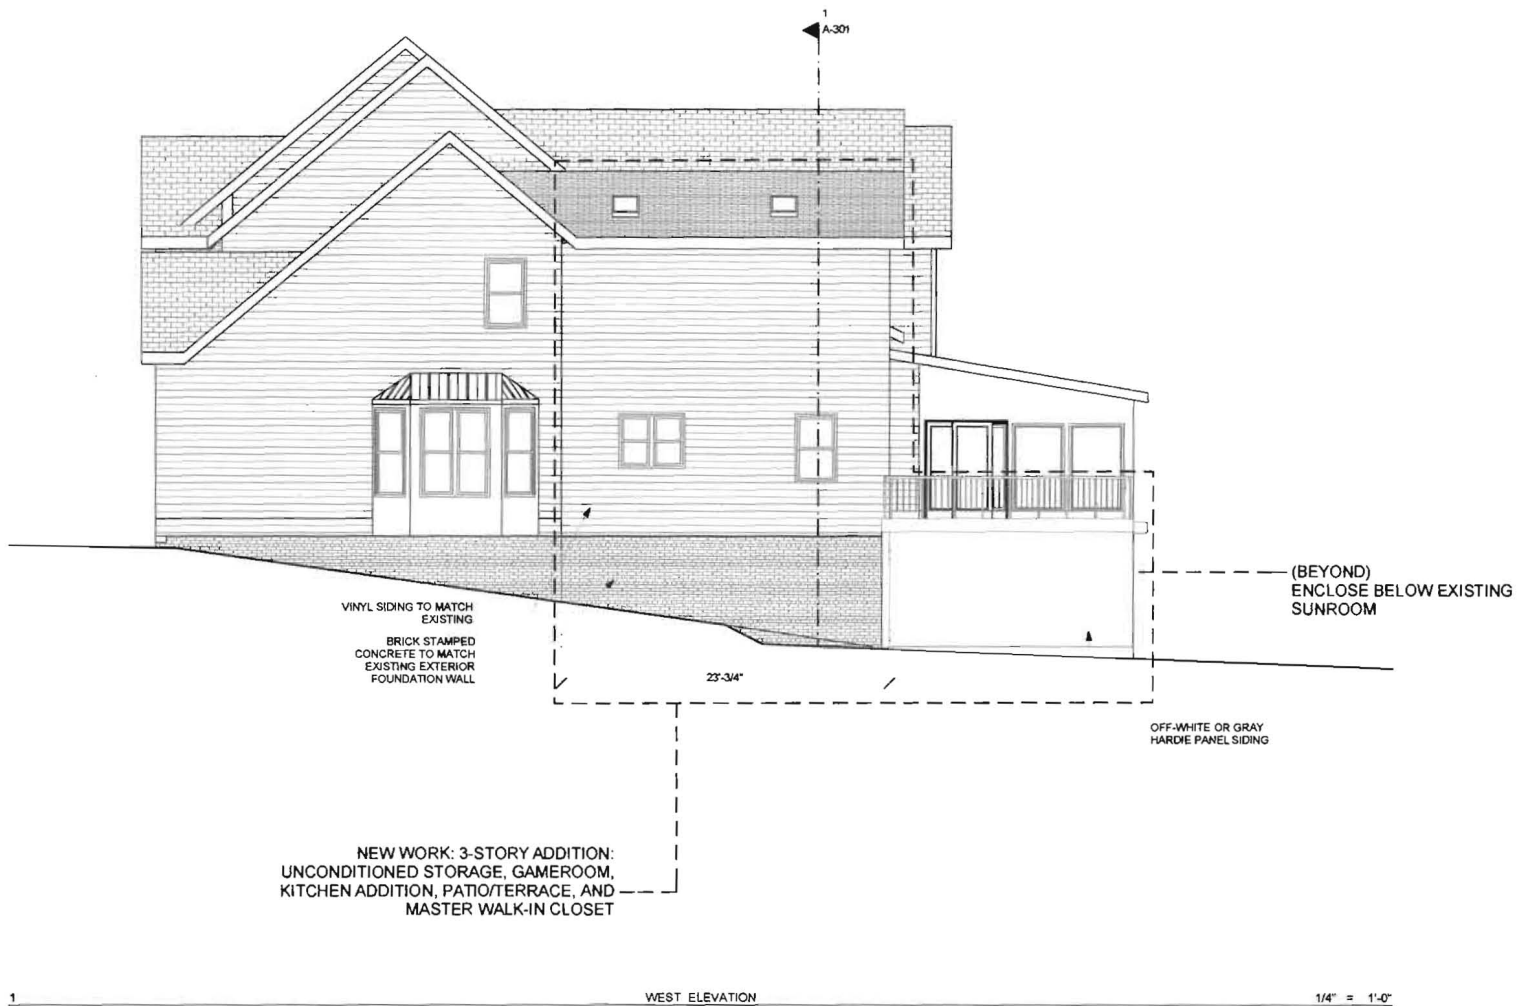 1
A-301
(BEYOND)
ENCLOSE BELOW EXISTING
SUNROOM
VINYL SIDING TO MATCH
EXISTING
BRICK STAMPED
CONCRETE TO MATCH
EXISTING EXTERIOR
FOUNDATION WALL
23'-3/4"
OFF-WHITE OR GRAY
HARDIE PANEL SIDING
NEW WORK: 3-STORY ADDITION:
UNCONDITIONED STORAGE, GAMEROOM,
KITCHEN ADDITION, PATIO/TERRACE, AND
MASTER WALK-IN CLOSET
1 WEST ELEVATION 1/4" = 1'-0"